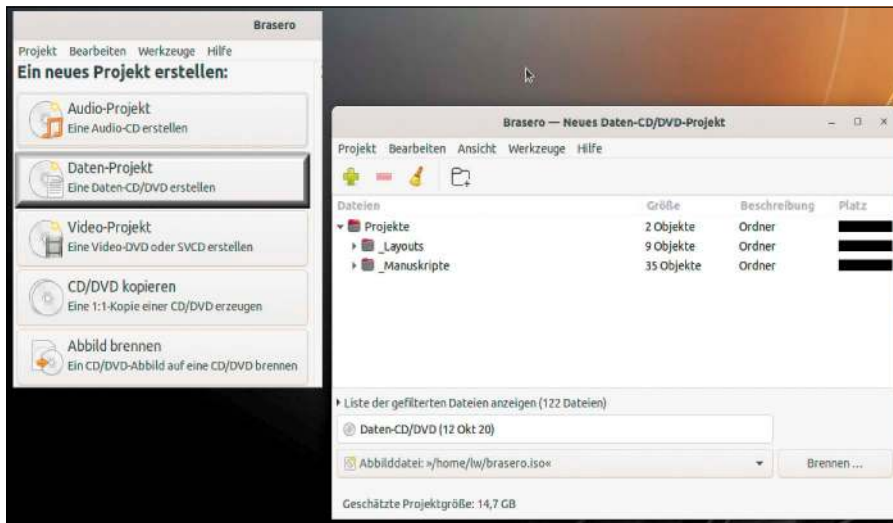 Brasero
Projekt Bearbeiten Werkzeuge Hilfe
Ein neues Projekt erstellen:
Audio-Projekt
Eine Audio-CD erstellen
Daten-Projekt
Eine Daten-CD/DVD erstellen
Video-Projekt
Eine Video-DVD oder SVCD erstellen
CD/DVD kopieren
Eine 1:1-Kopie einer CD/DVD erzeugen
Abbild brennen
Ein CD/DVD-Abbild auf eine CD/DVD brennen
Brasero — Neues Daten-CD/DVD-Projekt
Projekt Bearbeiten Ansicht Werkzeuge Hilfe
Dateien Größe Beschreibung Platz
Projekte 2 Objekte Ordner
_Layouts 9 Objekte Ordner
_Manuskripte 35 Objekte Ordner
Liste der gefilterten Dateien anzeigen (122 Dateien)
Daten-CD/DVD (12 Okt 20)
Abbilddatei: »/home/lw/brasero.iso« Brennen ...
Geschätzte Projektgröße: 14,7 GB